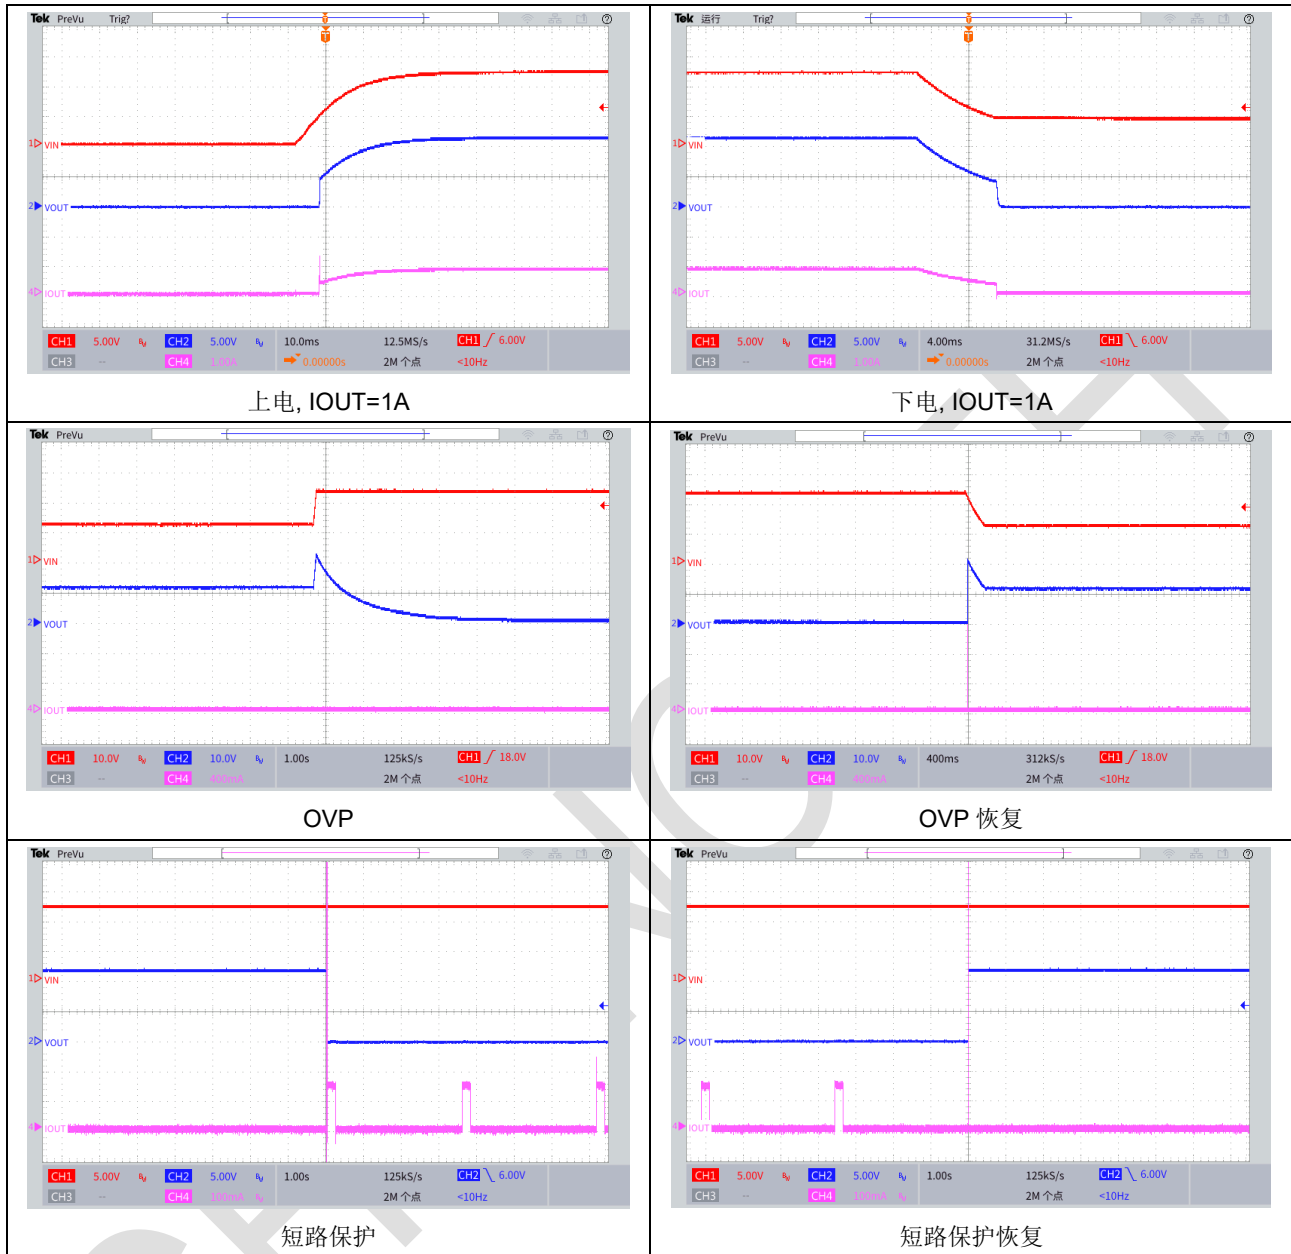 Tek PreVu Trig?
T
1 VIN
2 VOUT
4 IOUT
CH1 5.00V CH2 5.00V 10.0ms 12.5MS/s CH1 6.00V
CH3 -- CH4 1.00A 0.00000s 2M 个点 <10Hz
上电, IOUT=1A
Tek 运行 Trig?
T
1 VIN
2 VOUT
4 IOUT
CH1 5.00V CH2 5.00V 4.00ms 31.2MS/s CH1 6.00V
CH3 -- CH4 1.00A 0.00000s 2M 个点 <10Hz
下电, IOUT=1A
Tek PreVu
1 VIN
2 VOUT
4 IOUT
CH1 10.0V CH2 10.0V 1.00s 125kS/s CH1 18.0V
CH3 -- CH4 400mA 2M 个点 <10Hz
OVP
Tek PreVu
1 VIN
2 VOUT
4 IOUT
CH1 10.0V CH2 10.0V 400ms 312kS/s CH1 18.0V
CH3 -- CH4 400mA 2M 个点 <10Hz
OVP 恢复
Tek PreVu
1 VIN
2 VOUT
4 IOUT
CH1 5.00V CH2 5.00V 1.00s 125kS/s CH2 6.00V
CH3 -- CH4 100mA 2M 个点 <10Hz
短路保护
Tek PreVu
1 VIN
2 VOUT
4 IOUT
CH1 5.00V CH2 5.00V 1.00s 125kS/s CH2 6.00V
CH3 -- CH4 100mA 2M 个点 <10Hz
短路保护恢复